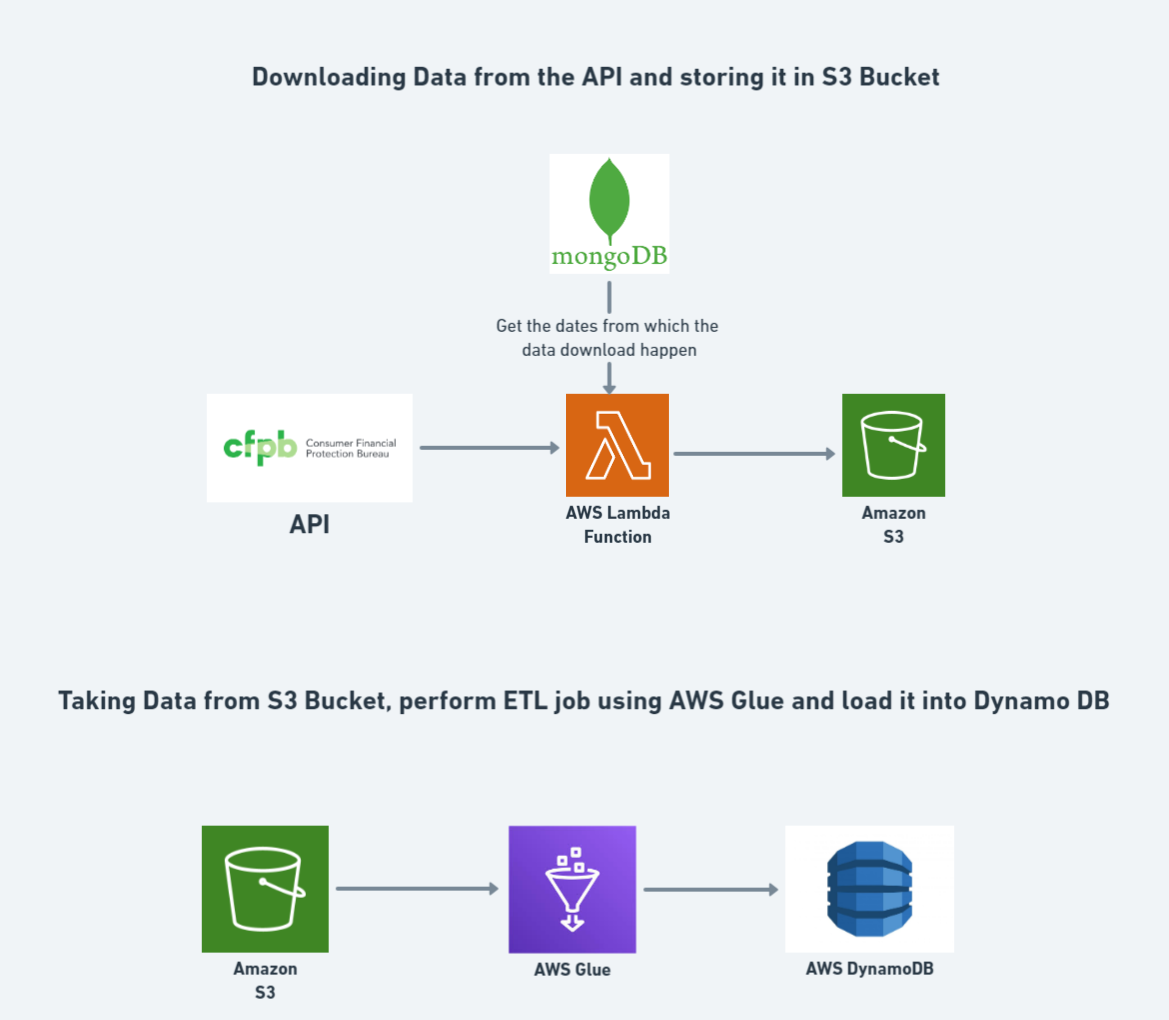 Downloading Data from the API and storing it in S3 Bucket
mongoDB
Get the dates from which the
data download happen
cfpb
Consumer Financial
Protection Bureau
API
AWS Lambda
Function
Amazon
S3
Taking Data from S3 Bucket, perform ETL job using AWS Glue and load it into Dynamo DB
Amazon
S3
AWS Glue
AWS DynamoDB